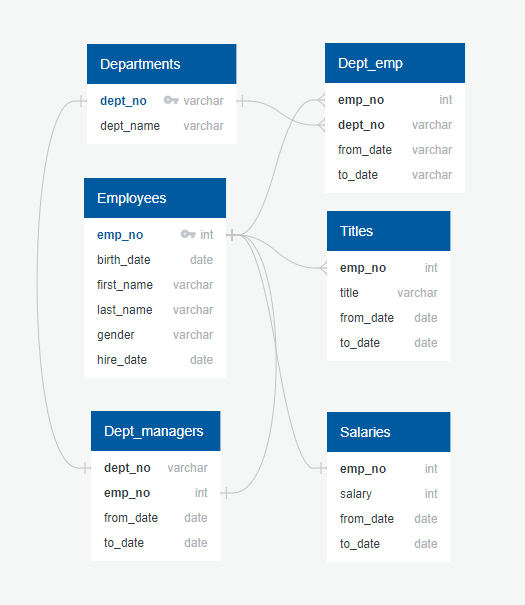 Departments
dept_no varchar
dept_name varchar
Dept_emp
emp_no int
dept_no varchar
from_date varchar
to_date varchar
Employees
emp_no int
birth_date date
first_name varchar
last_name varchar
gender varchar
hire_date date
Titles
emp_no int
title varchar
from_date date
to_date date
Dept_managers
dept_no varchar
emp_no int
from_date date
to_date date
Salaries
emp_no int
salary int
from_date date
to_date date